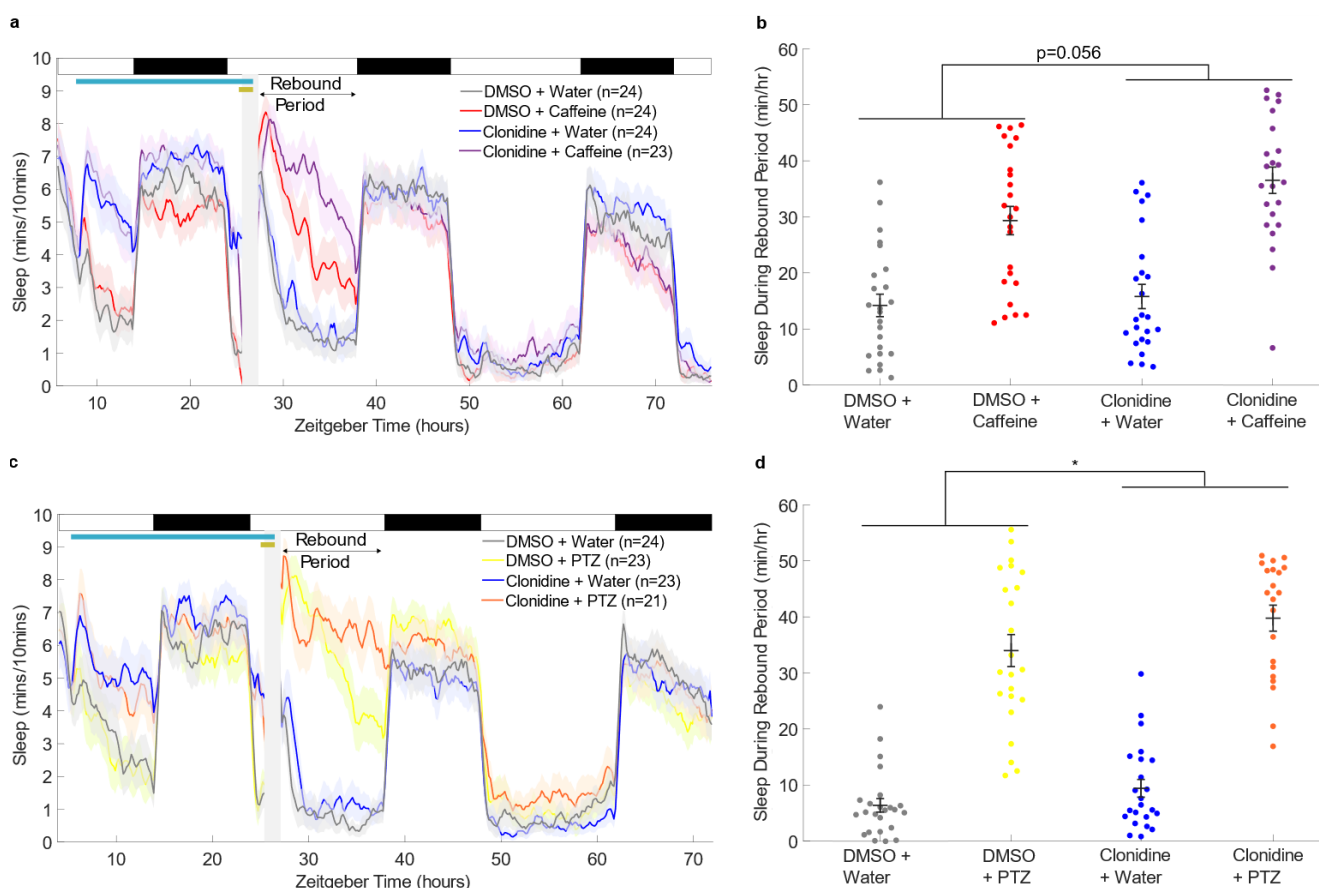 a
10
9
8
7
6
5
4
3
2
1
0
Sleep (mins/10mins)
Rebound
Period
DMSO + Water (n=24)
DMSO + Caffeine (n=24)
Clonidine + Water (n=24)
Clonidine + Caffeine (n=23)
10 20 30 40 50 60 70
Zeitgeber Time (hours)
b
60
50
40
30
20
10
0
Sleep During Rebound Period (min/hr)
p=0.056
DMSO +
Water
DMSO +
Caffeine
Clonidine
+ Water
Clonidine
+ Caffeine
c
10
9
8
7
6
5
4
3
2
1
0
Sleep (mins/10mins)
Rebound
Period
DMSO + Water (n=24)
DMSO + PTZ (n=23)
Clonidine + Water (n=23)
Clonidine + PTZ (n=21)
10 20 30 40 50 60 70
Zeitgeber Time (hours)
d
60
50
40
30
20
10
0
Sleep During Rebound Period (min/hr)
*
DMSO +
Water
DMSO
+ PTZ
Clonidine
+ Water
Clonidine
+ PTZ